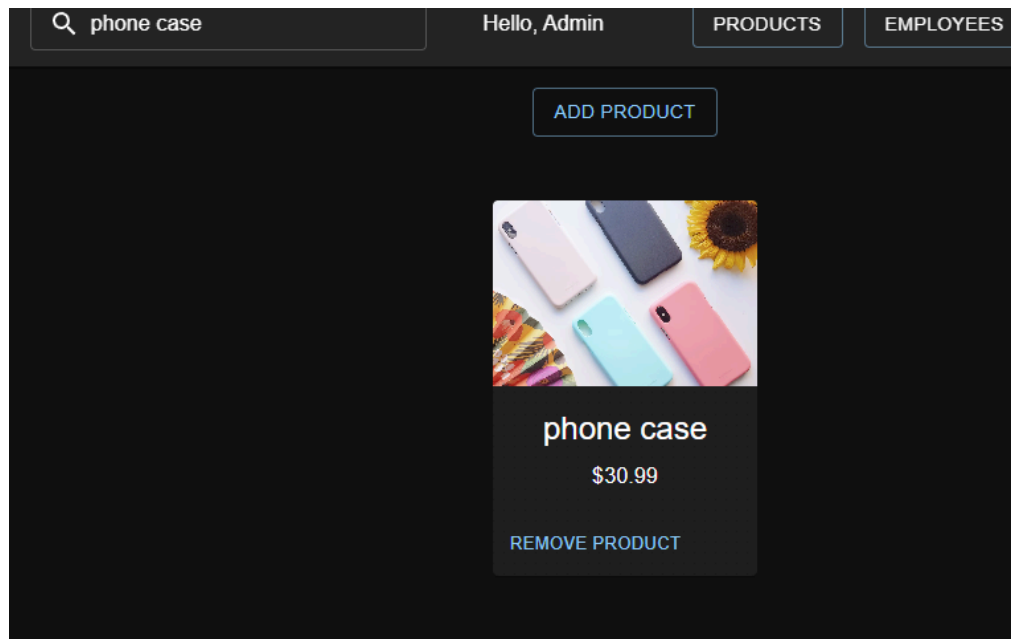 phone case
Hello, Admin
PRODUCTS
EMPLOYEES
ADD PRODUCT
phone case
$30.99
REMOVE PRODUCT